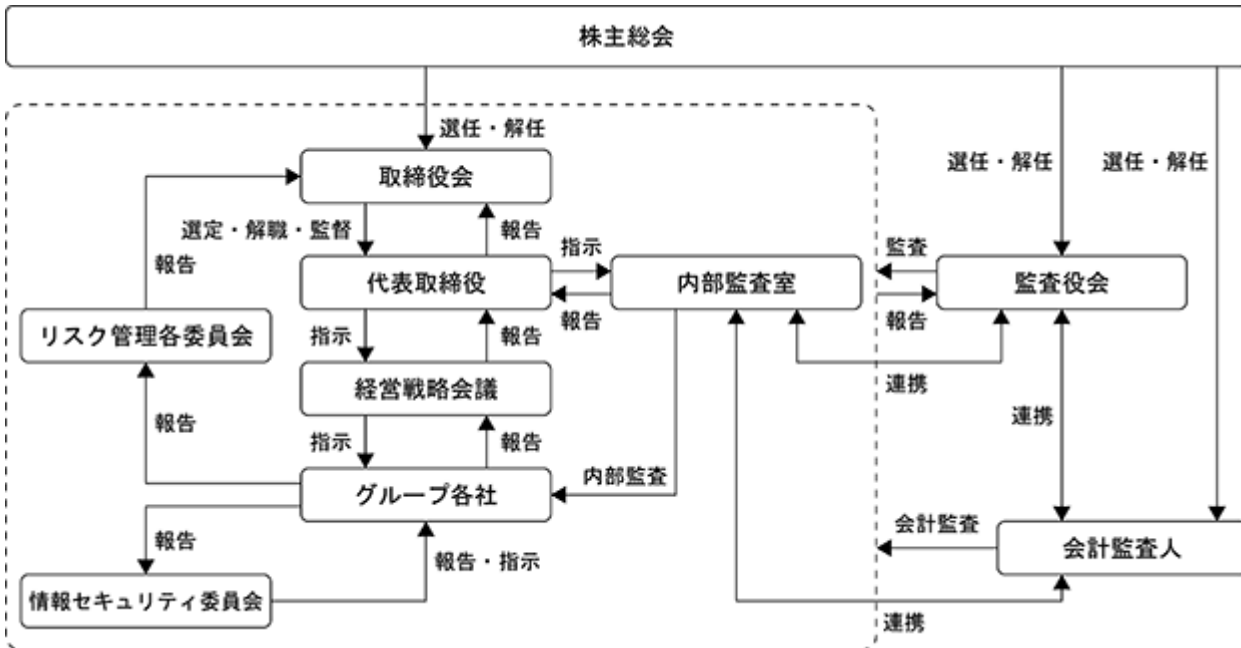 株主総会
選任・解任
選任・解任
選任・解任
取締役会
選定・解職・監督
報告
報告
代表取締役
指示
報告
内部監査室
監査
報告
監査役会
リスク管理各委員会
指示
報告
連携
経営戦略会議
報告
指示
報告
内部監査
連携
グループ各社
報告
報告・指示
会計監査
会計監査人
情報セキュリティ委員会
連携